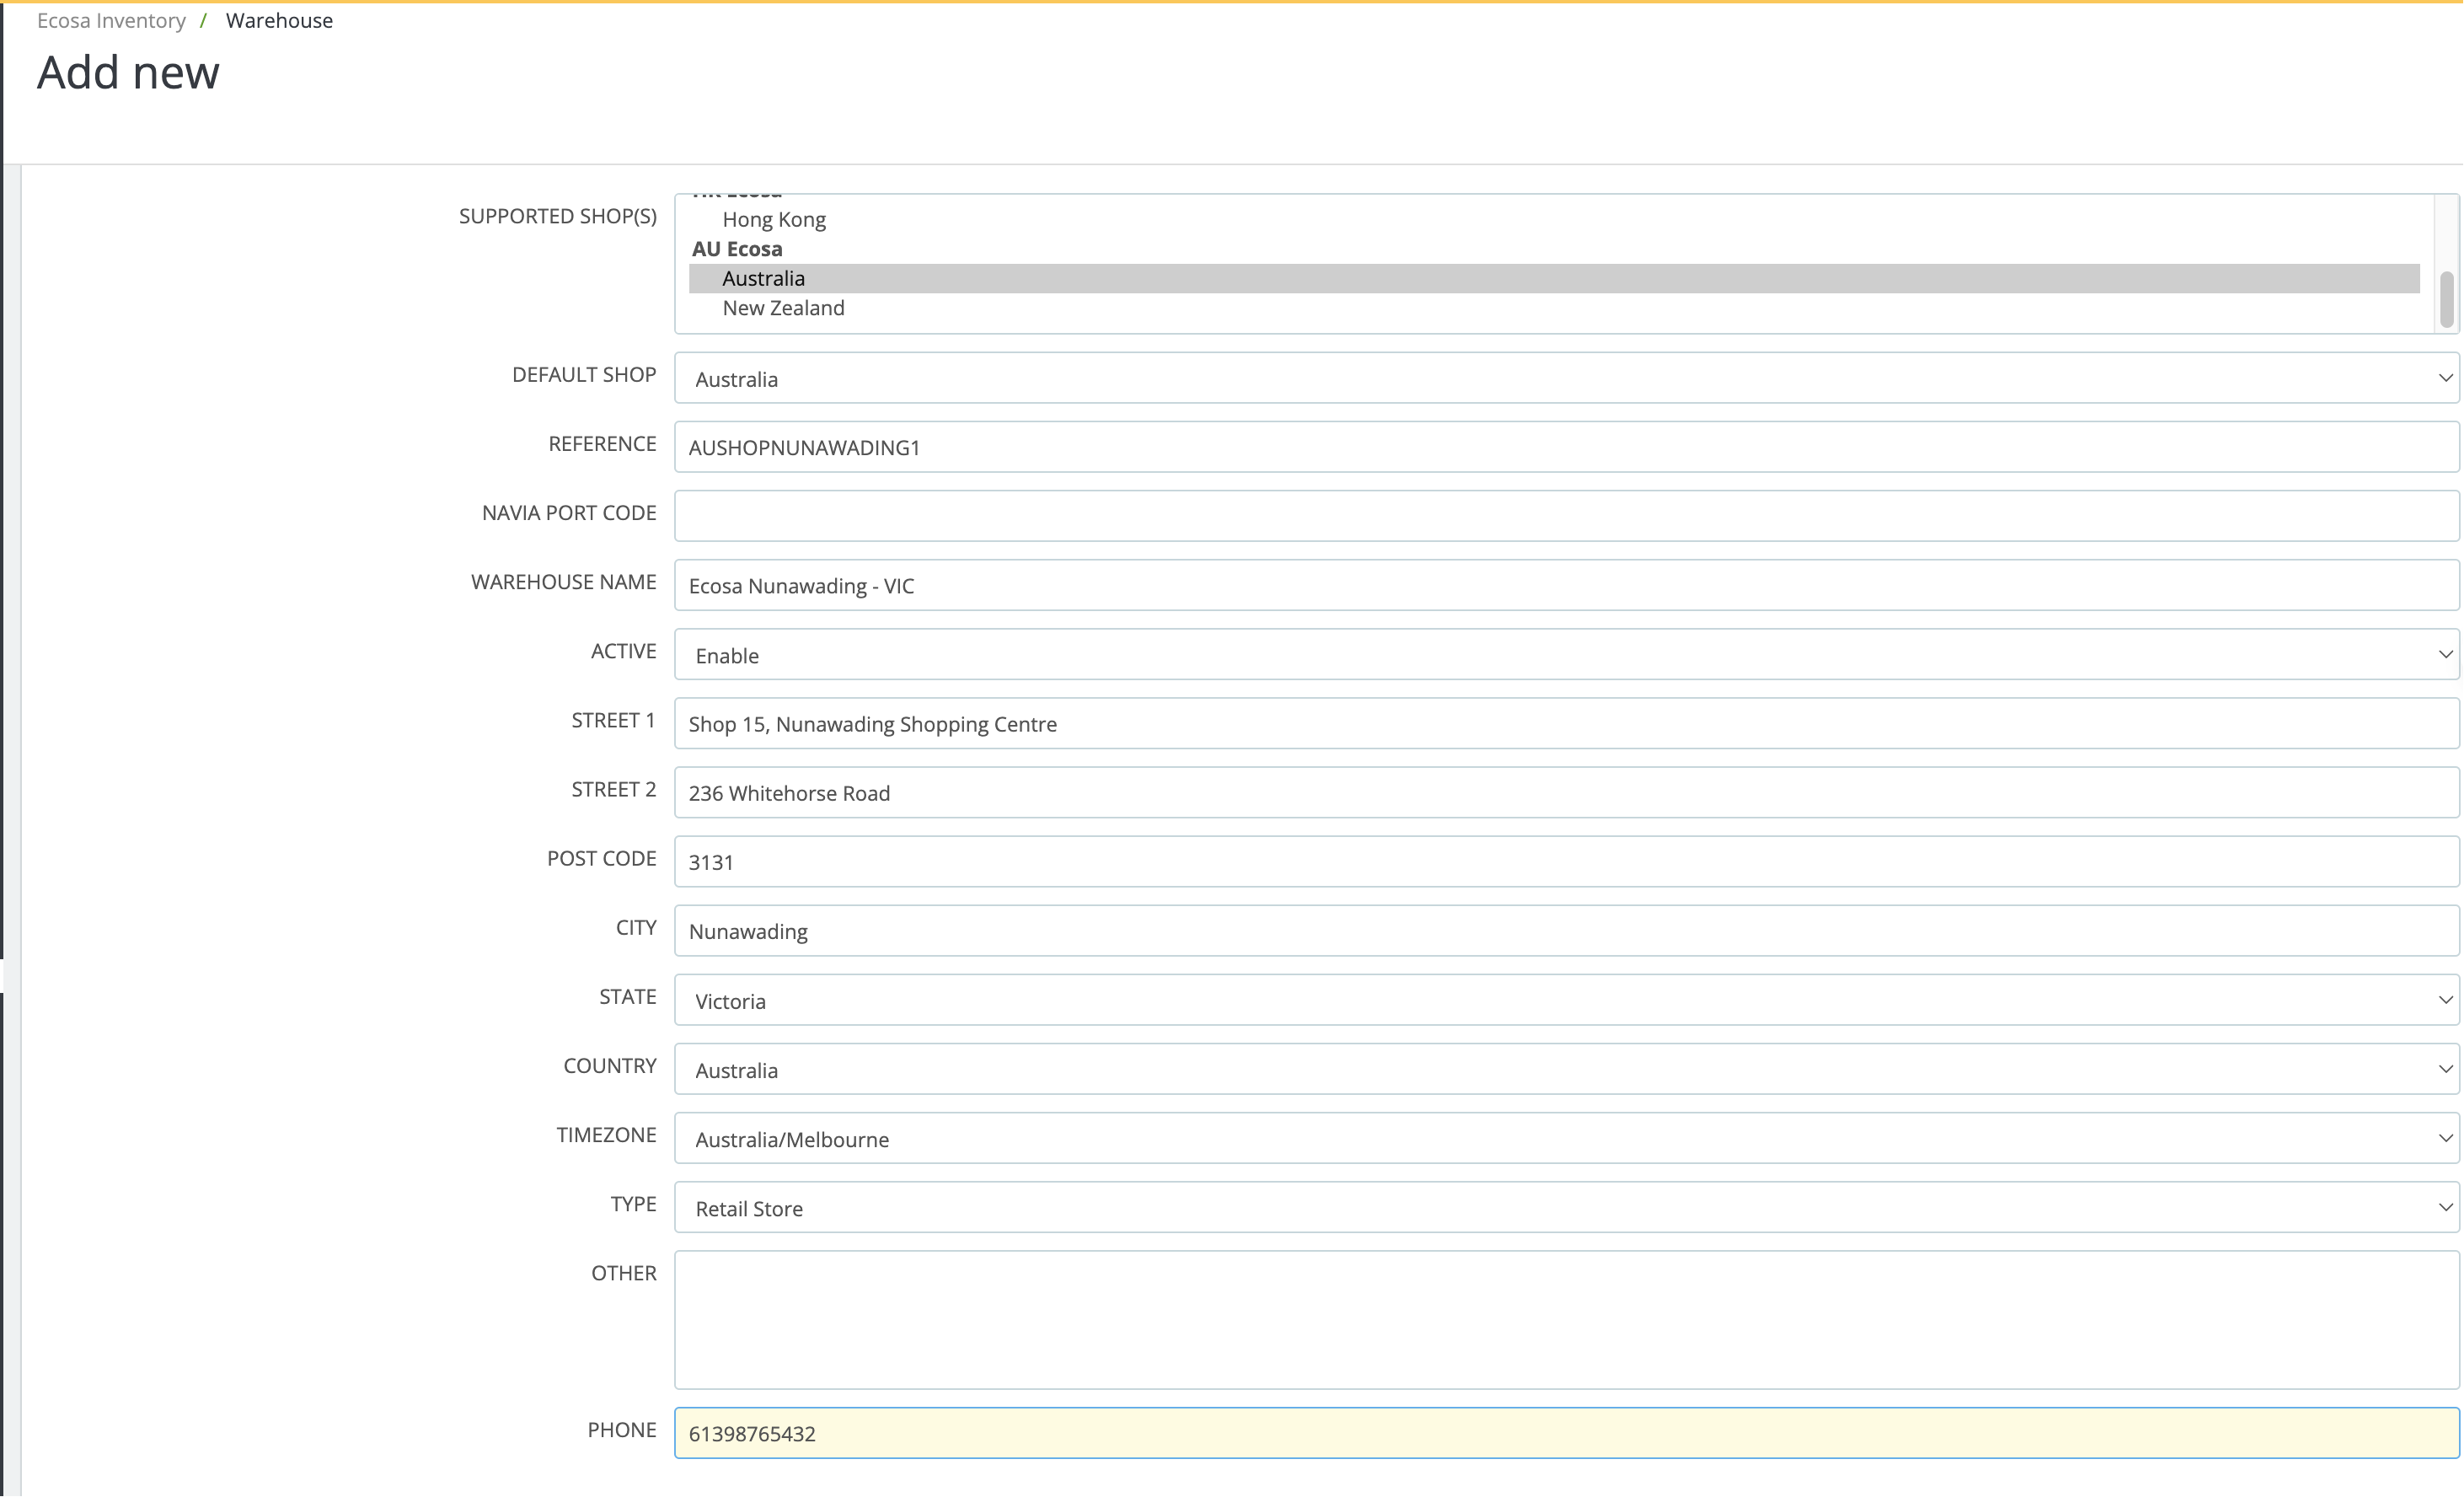 Ecosa Inventory / Warehouse
Add new
SUPPORTED SHOP(S)
Hong Kong
AU Ecosa
Australia
New Zealand
DEFAULT SHOP Australia
REFERENCE AUSHOPNUNAWADING1
NAVIA PORT CODE
WAREHOUSE NAME Ecosa Nunawading - VIC
ACTIVE Enable
STREET 1 Shop 15, Nunawading Shopping Centre
STREET 2 236 Whitehorse Road
POST CODE 3131
CITY Nunawading
STATE Victoria
COUNTRY Australia
TIMEZONE Australia/Melbourne
TYPE Retail Store
OTHER
PHONE 61398765432